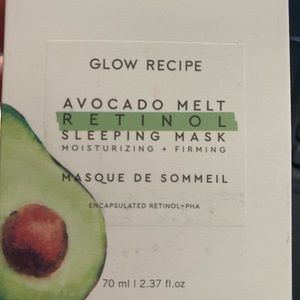 GLOW RECIPE
AVOCADO MELT
RETINOL
SLEEPING MASK
MOISTURIZING + FIRMING
MASQUE DE SOMMEIL
ENCAPSULATED RETINOL+PHA
70 ml | 2.37 fl.oz